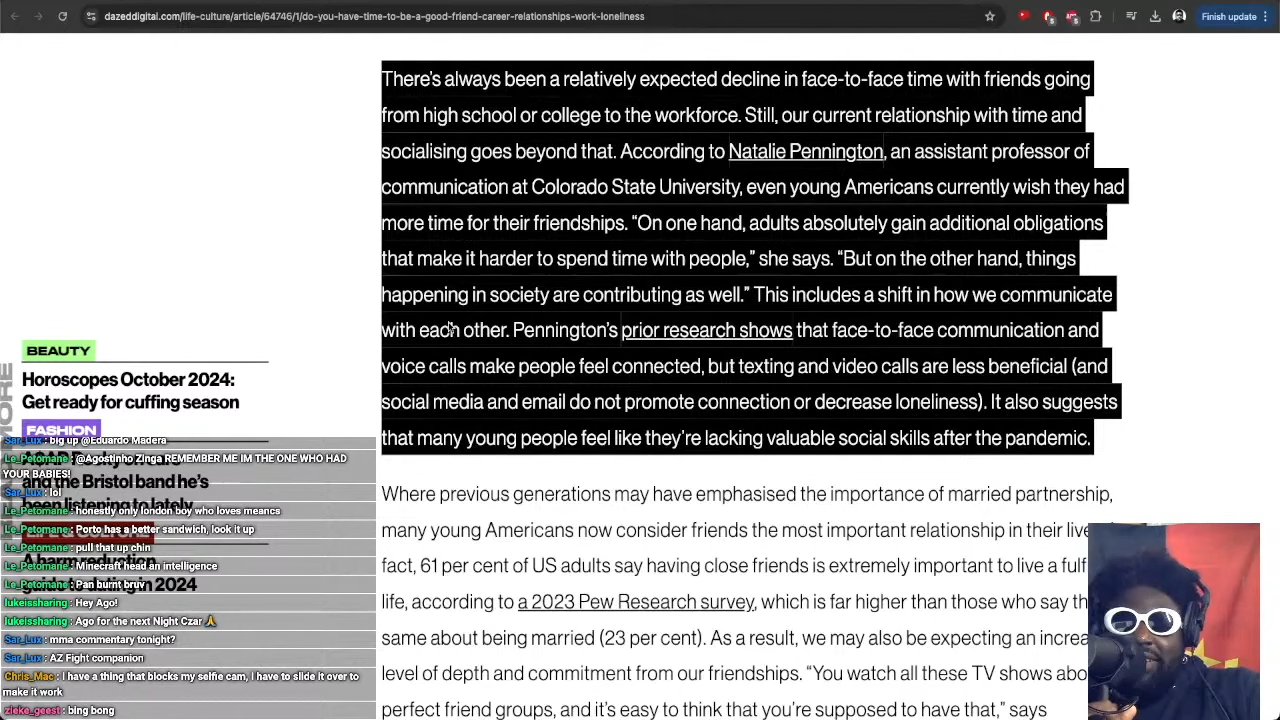 dazeddigital.com/life-culture/article/64746/1/do-you-have-time-to-be-a-good-friend-career-relationships-work-loneliness
Finish update
There's always been a relatively expected decline in face-to-face time with friends going
from high school or college to the workforce. Still, our current relationship with time and
socialising goes beyond that. According to Natalie Pennington, an assistant professor of
communication at Colorado State University, even young Americans currently wish they had
more time for their friendships. “On one hand, adults absolutely gain additional obligations
that make it harder to spend time with people,” she says. “But on the other hand, things
happening in society are contributing as well.” This includes a shift in how we communicate
with each other. Pennington's prior research shows that face-to-face communication and
voice calls make people feel connected, but texting and video calls are less beneficial (and
social media and email do not promote connection or decrease loneliness). It also suggests
that many young people feel like they're lacking valuable social skills after the pandemic.
Where previous generations may have emphasised the importance of married partnership,
many young Americans now consider friends the most important relationship in their live
fact, 61 per cent of US adults say having close friends is extremely important to live a fulf
life, according to a 2023 Pew Research survey, which is far higher than those who say th
same about being married (23 per cent). As a result, we may also be expecting an increa
level of depth and commitment from our friendships. “You watch all these TV shows abo
perfect friend groups, and it's easy to think that you're supposed to have that,” says
MORE
BEAUTY
Horoscopes October 2024:
Get ready for cuffing season
FASHION
and the Bristol band he's
been listening to lately
A harm reduction
guide to dating in 2024
Sar_Lux: big up @Eduardo Madera
Le_Petomane: @Agostinho Zinga REMEMBER ME IM THE ONE WHO HAD
YOUR BABIES!
Sar_Lux: lol
Le_Petomane: honestly only london boy who loves meancs
Le_Petomane: Porto has a better sandwich, look it up
Le_Petomane: pull that up chin
Le_Petomane: Minecraft head an intelligence
Le_Petomane: Pan burnt bruv
lukeissharing: Hey Ago!
lukeissharing: Ago for the next Night Czar 🙏
Sar_Lux: mma commentary tonight?
Sar_Lux: AZ Fight companion
Chris_Mac: I have a thing that blocks my selfie cam, I have to slide it over to
make it work
zieke_geest: bing bong